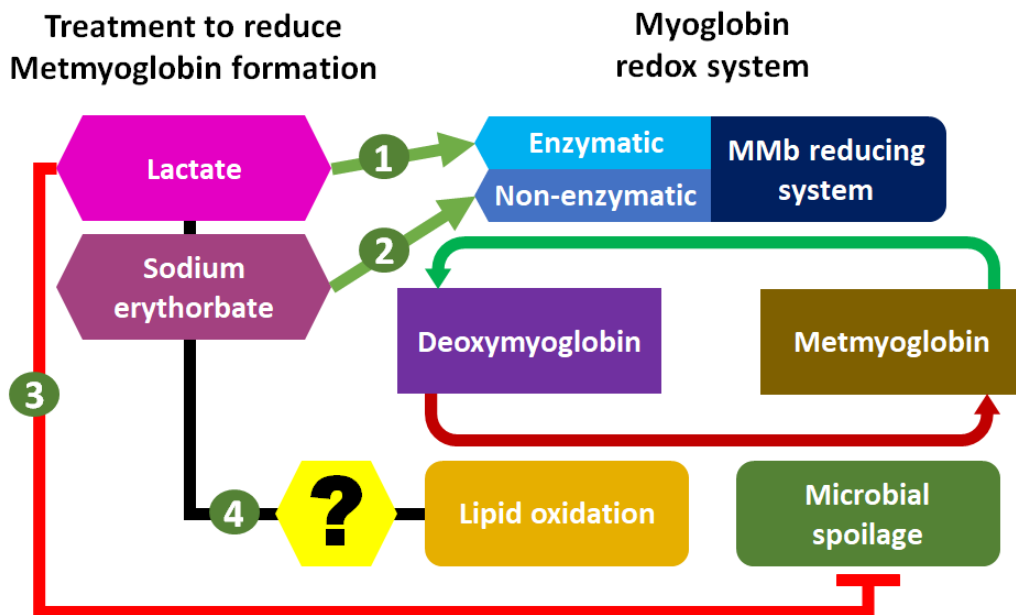 Treatment to reduce
Metmyoglobin formation
Myoglobin
redox system
Lactate
1
Enzymatic
Non-enzymatic
MMb reducing
system
2
Sodium
erythorbate
Deoxymyoglobin
Metmyoglobin
3
4
?
Lipid oxidation
Microbial
spoilage